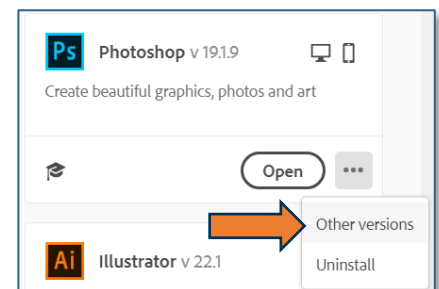 Ps Photoshop v 19.1.9
Create beautiful graphics, photos and art
Open
Other versions
Ai Illustrator v 22.1
Uninstall